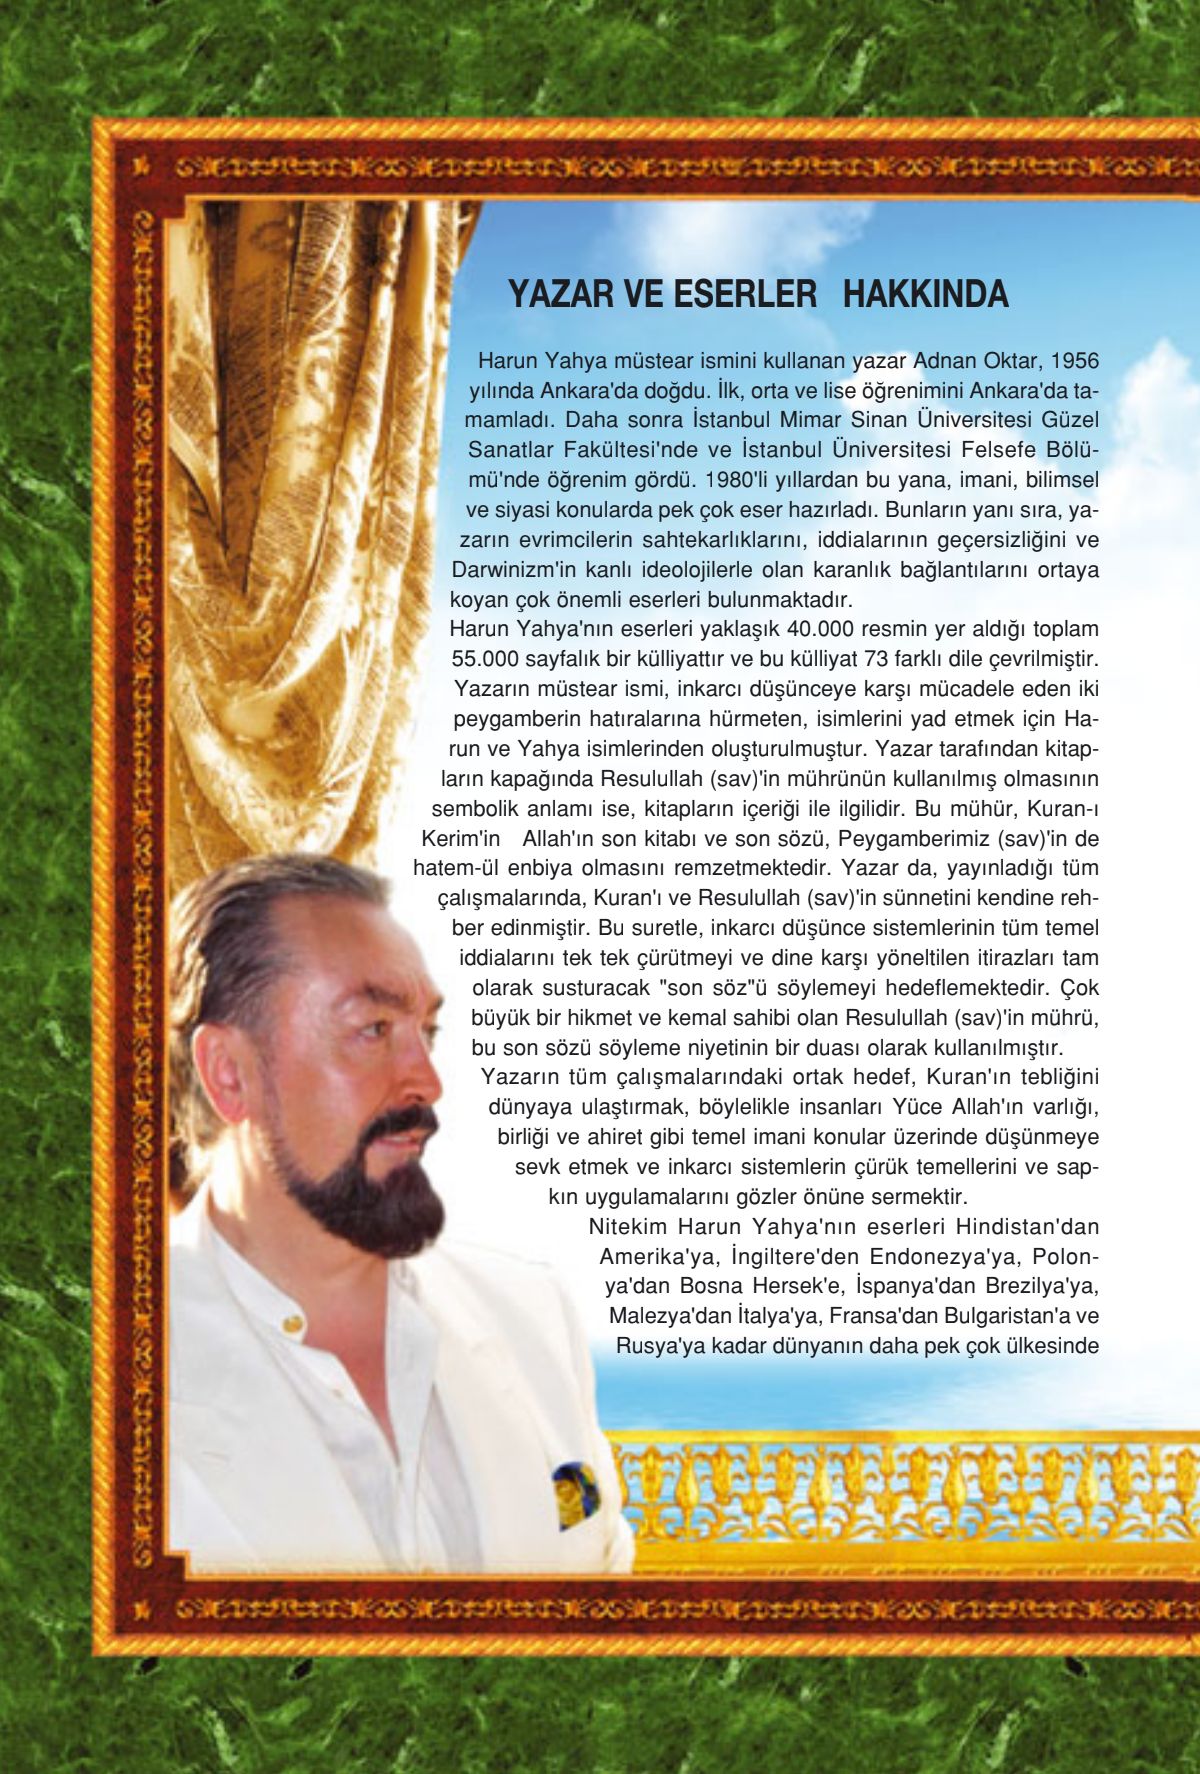 YAZAR VE ESERLER HAKKINDA
Harun Yahya müstear ismini kullanan yazar Adnan Oktar, 1956
yılında Ankara'da doğdu. İlk, orta ve lise öğrenimini Ankara'da ta-
mamladı. Daha sonra İstanbul Mimar Sinan Üniversitesi Güzel
Sanatlar Fakültesi'nde ve İstanbul Üniversitesi Felsefe Bölü-
mü'nde öğrenim gördü. 1980'li yıllardan bu yana, imani, bilimsel
ve siyasi konularda pek çok eser hazırladı. Bunların yanı sıra, ya-
zarın evrimcilerin sahtekarlıklarını, iddialarının geçersizliğini ve
Darwinizm'in kanlı ideolojilerle olan karanlık bağlantılarını ortaya
koyan çok önemli eserleri bulunmaktadır.
Harun Yahya'nın eserleri yaklaşık 40.000 resmin yer aldığı toplam
55.000 sayfalık bir külliyattır ve bu külliyat 73 farklı dile çevrilmiştir.
Yazarın müstear ismi, inkarcı düşünceye karşı mücadele eden iki
peygamberin hatıralarına hürmeten, isimlerini yad etmek için Ha-
run ve Yahya isimlerinden oluşturulmuştur. Yazar tarafından kitap-
ların kapağında Resulullah (sav)'in mührünün kullanılmış olmasının
sembolik anlamı ise, kitapların içeriği ile ilgilidir. Bu mühür, Kuran-ı
Kerim'in Allah'ın son kitabı ve son sözü, Peygamberimiz (sav)'in de
hatem-ül enbiya olmasını remzetmektedir. Yazar da, yayınladığı tüm
çalışmalarında, Kuran'ı ve Resulullah (sav)'in sünnetini kendine reh-
ber edinmiştir. Bu suretle, inkarcı düşünce sistemlerinin tüm temel
iddialarını tek tek çürütmeyi ve dine karşı yöneltilen itirazları tam
olarak susturacak "son söz"ü söylemeyi hedeflemektedir. Çok
büyük bir hikmet ve kemal sahibi olan Resulullah (sav)'in mührü,
bu son sözü söyleme niyetinin bir duası olarak kullanılmıştır.
Yazarın tüm çalışmalarındaki ortak hedef, Kuran'ın tebliğini
dünyaya ulaştırmak, böylelikle insanları Yüce Allah'ın varlığı,
birliği ve ahiret gibi temel imani konular üzerinde düşünmeye
sevk etmek ve inkarcı sistemlerin çürük temellerini ve sap-
kın uygulamalarını gözler önüne sermektir.
Nitekim Harun Yahya'nın eserleri Hindistan'dan
Amerika'ya, İngiltere'den Endonezya'ya, Polon-
ya'dan Bosna Hersek'e, İspanya'dan Brezilya'ya,
Malezya'dan İtalya'ya, Fransa'dan Bulgaristan'a ve
Rusya'ya kadar dünyanın daha pek çok ülkesinde